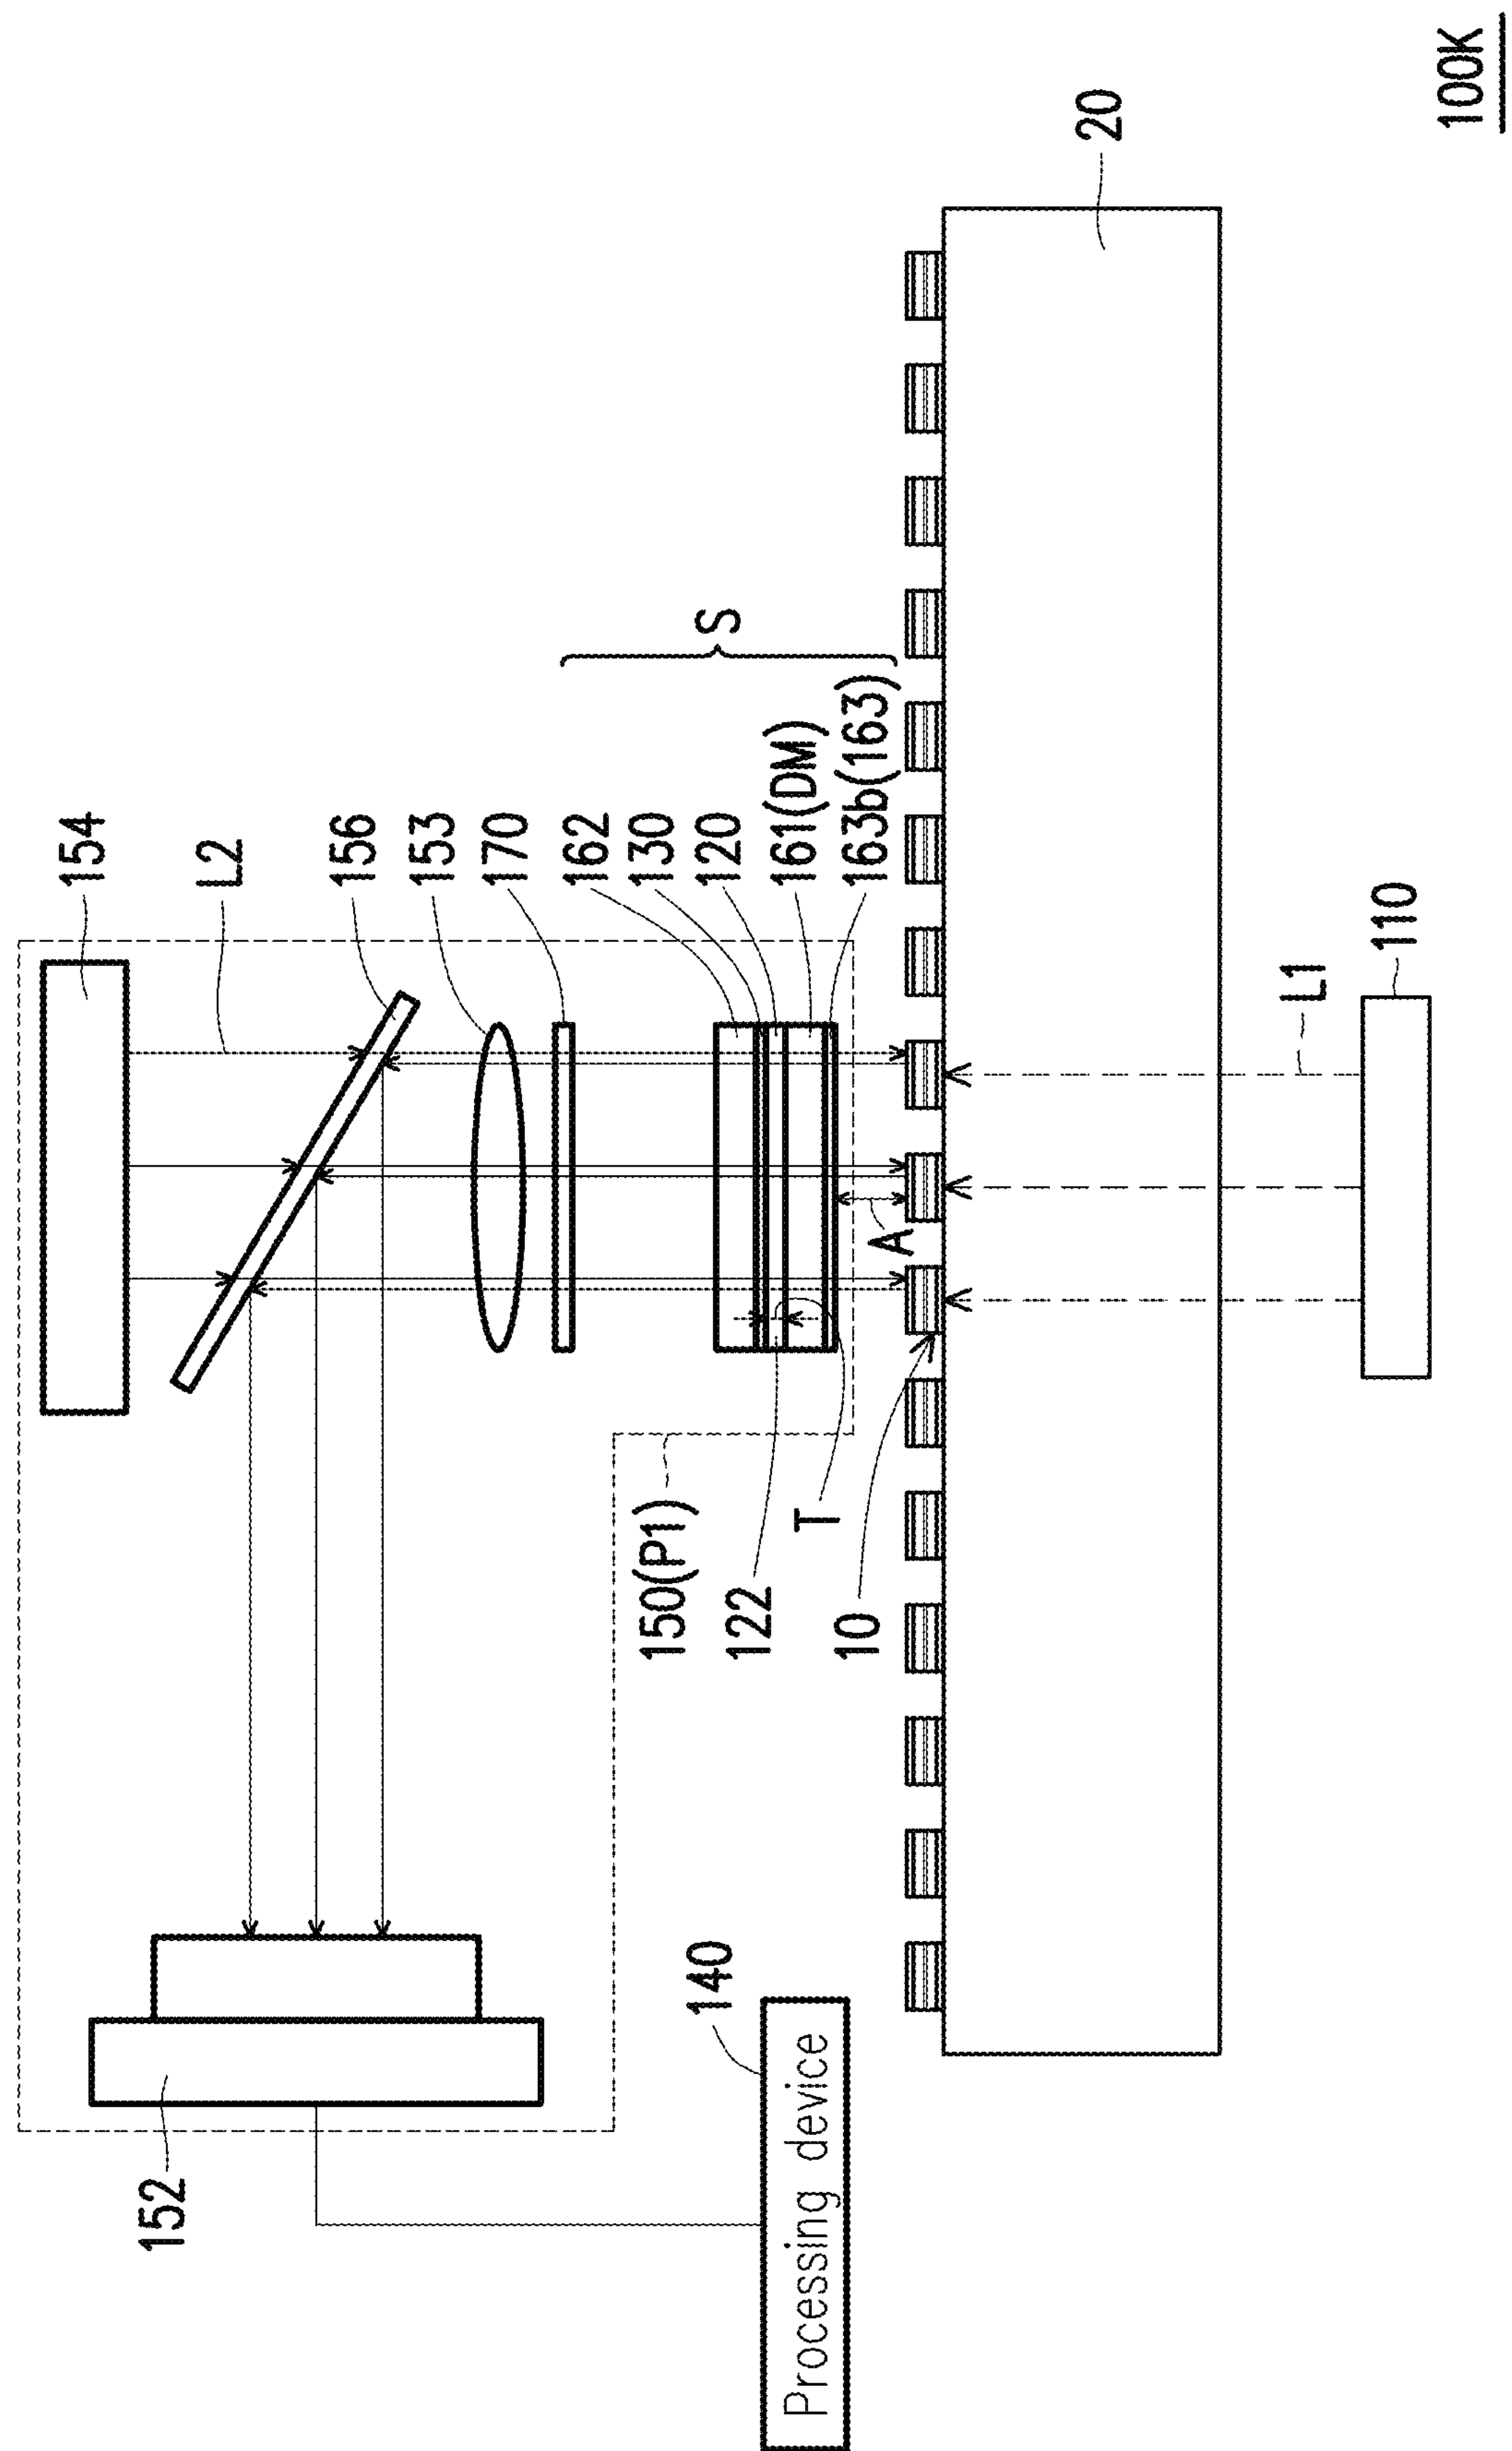 154
L2
156
153
170
162
130
120
161(DM)
163b(163)
S
20
152
150(P1)
122
T
A
10
140
Processing device
L1
110
100K